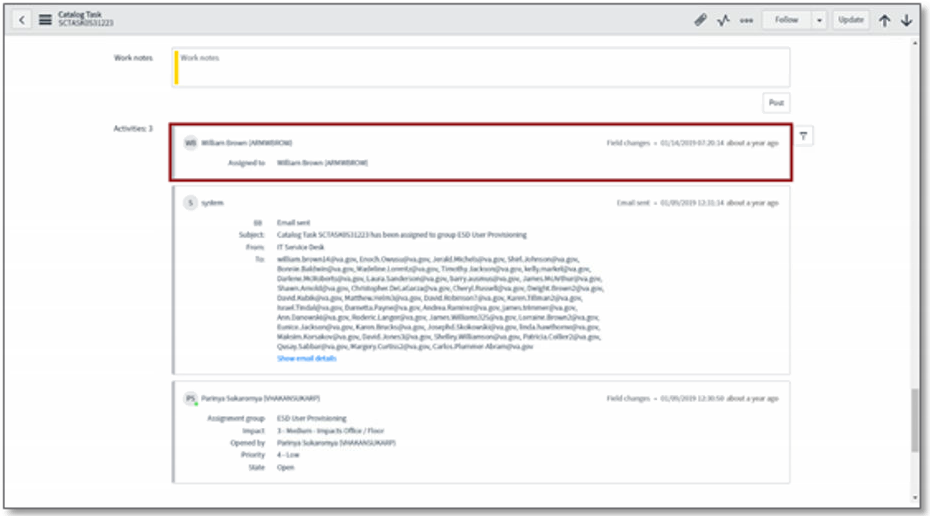 Catalog Task
SCTASK0531223
Follow
Update
Work notes
Work notes
Post
Activities: 3
WB William Brown (ARMWBROW)
Field changes • 01/14/2019 07:20:14 about a year ago
Assigned to William Brown (ARMWBROW)
S system
Email sent • 01/09/2019 12:31:14 about a year ago
Email sent
Subject: Catalog Task SCTASK0531223 has been assigned to group ESD User Provisioning
From: IT Service Desk
To: william.brown14@va.gov, Enoch.Owusu@va.gov, Jerald.Michels@va.gov, Shirl.Johnson@va.gov,
Bonnie.Baldwin@va.gov, Madeline.Lorentz@va.gov, Timothy.Jackson@va.gov, kelly.markel@va.gov,
Darlene.McRoberts@va.gov, Laura.Sanderson@va.gov, barry.ausmus@va.gov, James.McArthur@va.gov,
Shawn.Arnold@va.gov, Christopher.DeLaGarza@va.gov, Cheryl.Russell@va.gov, Dwight.Brown2@va.gov,
David.Kubik@va.gov, Matthew.Helm3@va.gov, David.Robinson7@va.gov, Karen.Tillman2@va.gov,
Israel.Tindal@va.gov, Dametta.Payne@va.gov, Andrea.Ramirez@va.gov, james.trimmer@va.gov,
Ann.Danowski@va.gov, Roderic.Langer@va.gov, James.Williams325@va.gov, Lorraine.Brown2@va.gov,
Eunice.Jackson@va.gov, Karen.Brucks@va.gov, Josephd.Skokowski@va.gov, linda.hawthorne@va.gov,
Maksim.Korsakov@va.gov, David.Jones3@va.gov, Shelley.Williamson@va.gov, Patricia.Collier2@va.gov,
Qusay.Sabbar@va.gov, Margery.Curtiss2@va.gov, Carlos.Plummer-Abram@va.gov
Show email details
PS Parinya Sukaromya (VHAKANSUKARP)
Field changes • 01/09/2019 12:30:50 about a year ago
Assignment group ESD User Provisioning
Impact 3 - Medium - Impacts Office / Floor
Opened by Parinya Sukaromya (VHAKANSUKARP)
Priority 4 - Low
State Open